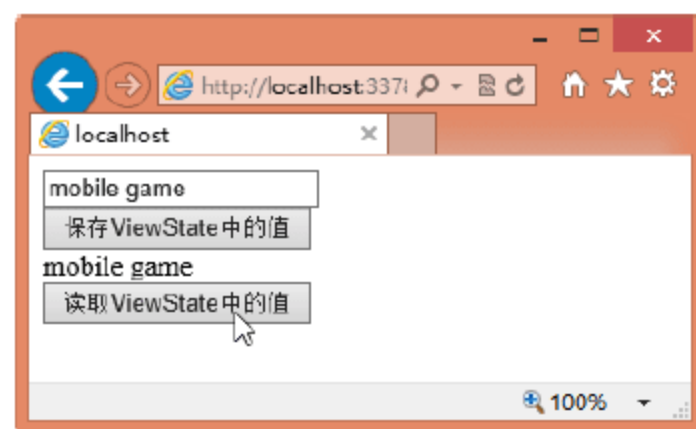 http://localhost:337
localhost
mobile game
保存ViewState中的值
mobile game
读取ViewState中的值
100%